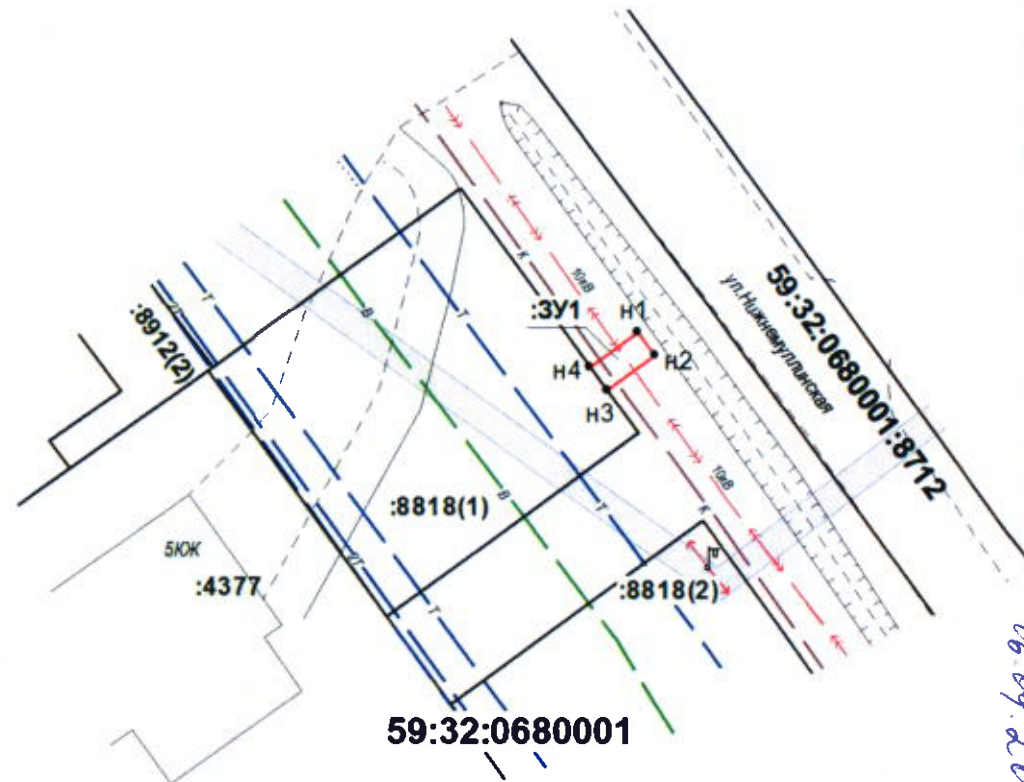 10кВ
К
:ЗУ1
н1
н2
н4
н3
ул.Нижнемуллинская
59:32:0680001:8712
:8912(2)
Т
В
Т
К
10кВ
:8818(1)
В
Т
5КЖ
:4377
Т
:8818(2)
59:32:0680001